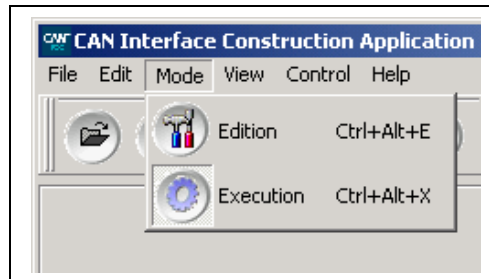 CAN Interface Construction Application
File Edit Mode View Control Help
Edition Ctrl+Alt+E
Execution Ctrl+Alt+X